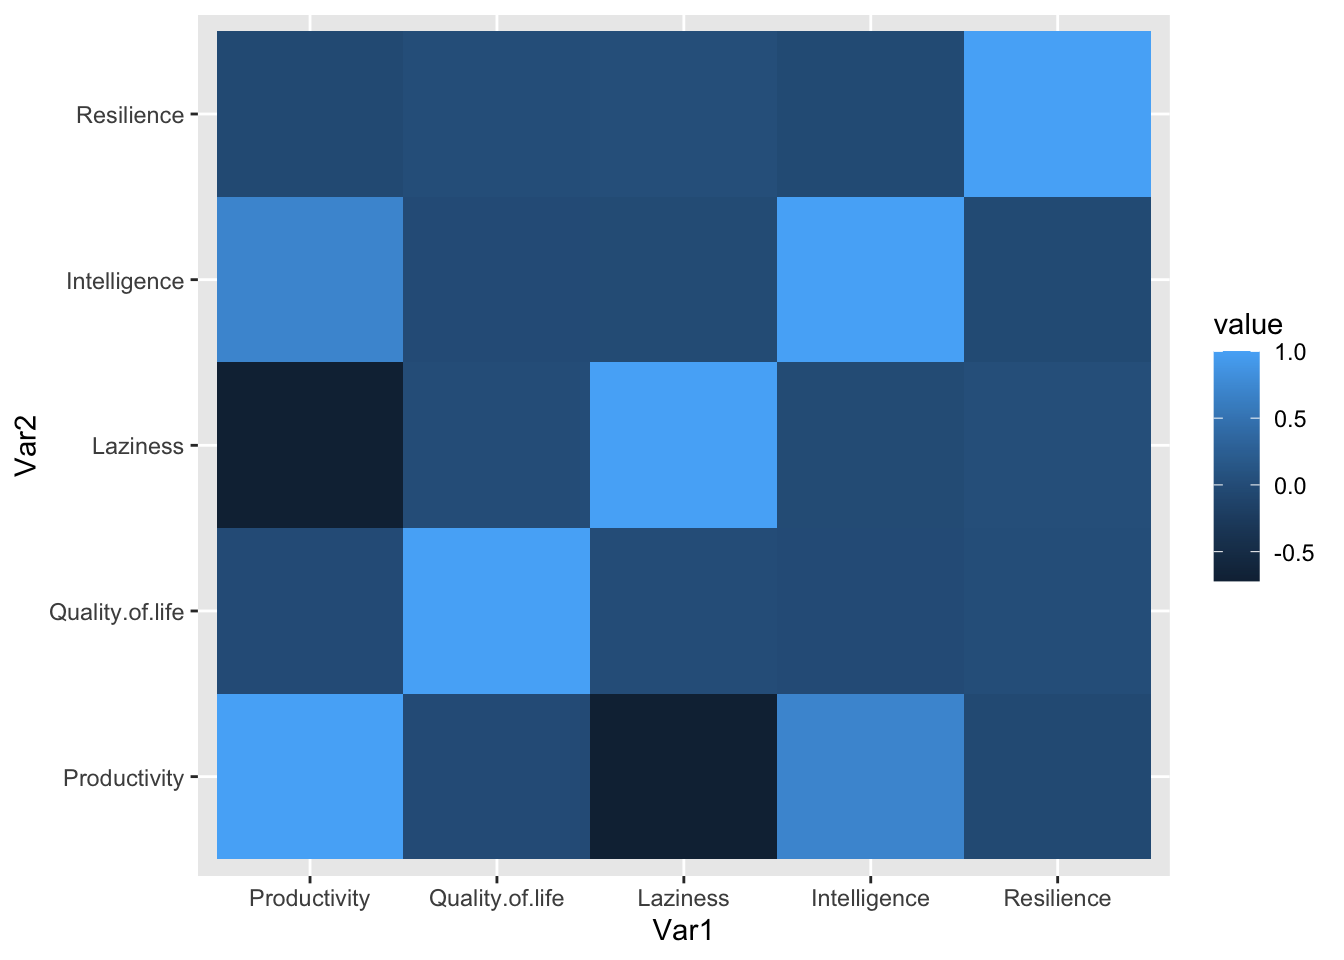 Resilience
Intelligence
Laziness
Quality.of.life
Productivity
Var2
Productivity Quality.of.life Laziness Intelligence Resilience
Var1
value
1.0
0.5
0.0
-0.5